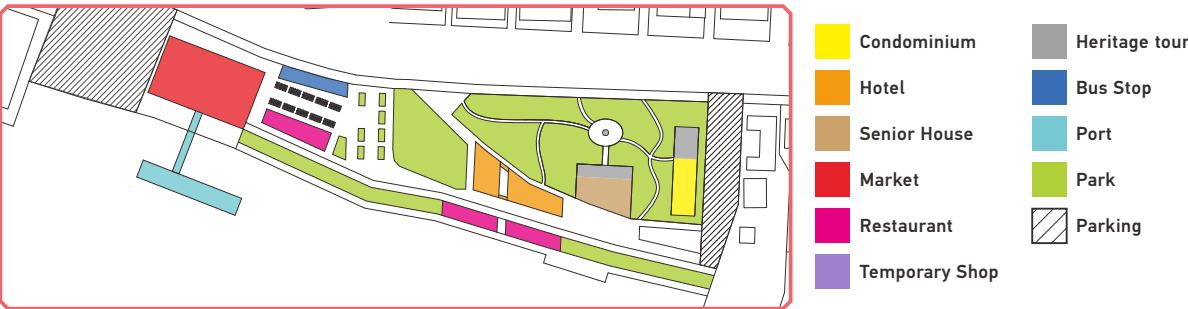 Condominium
Hotel
Senior House
Market
Restaurant
Temporary Shop
Heritage tour
Bus Stop
Port
Park
Parking